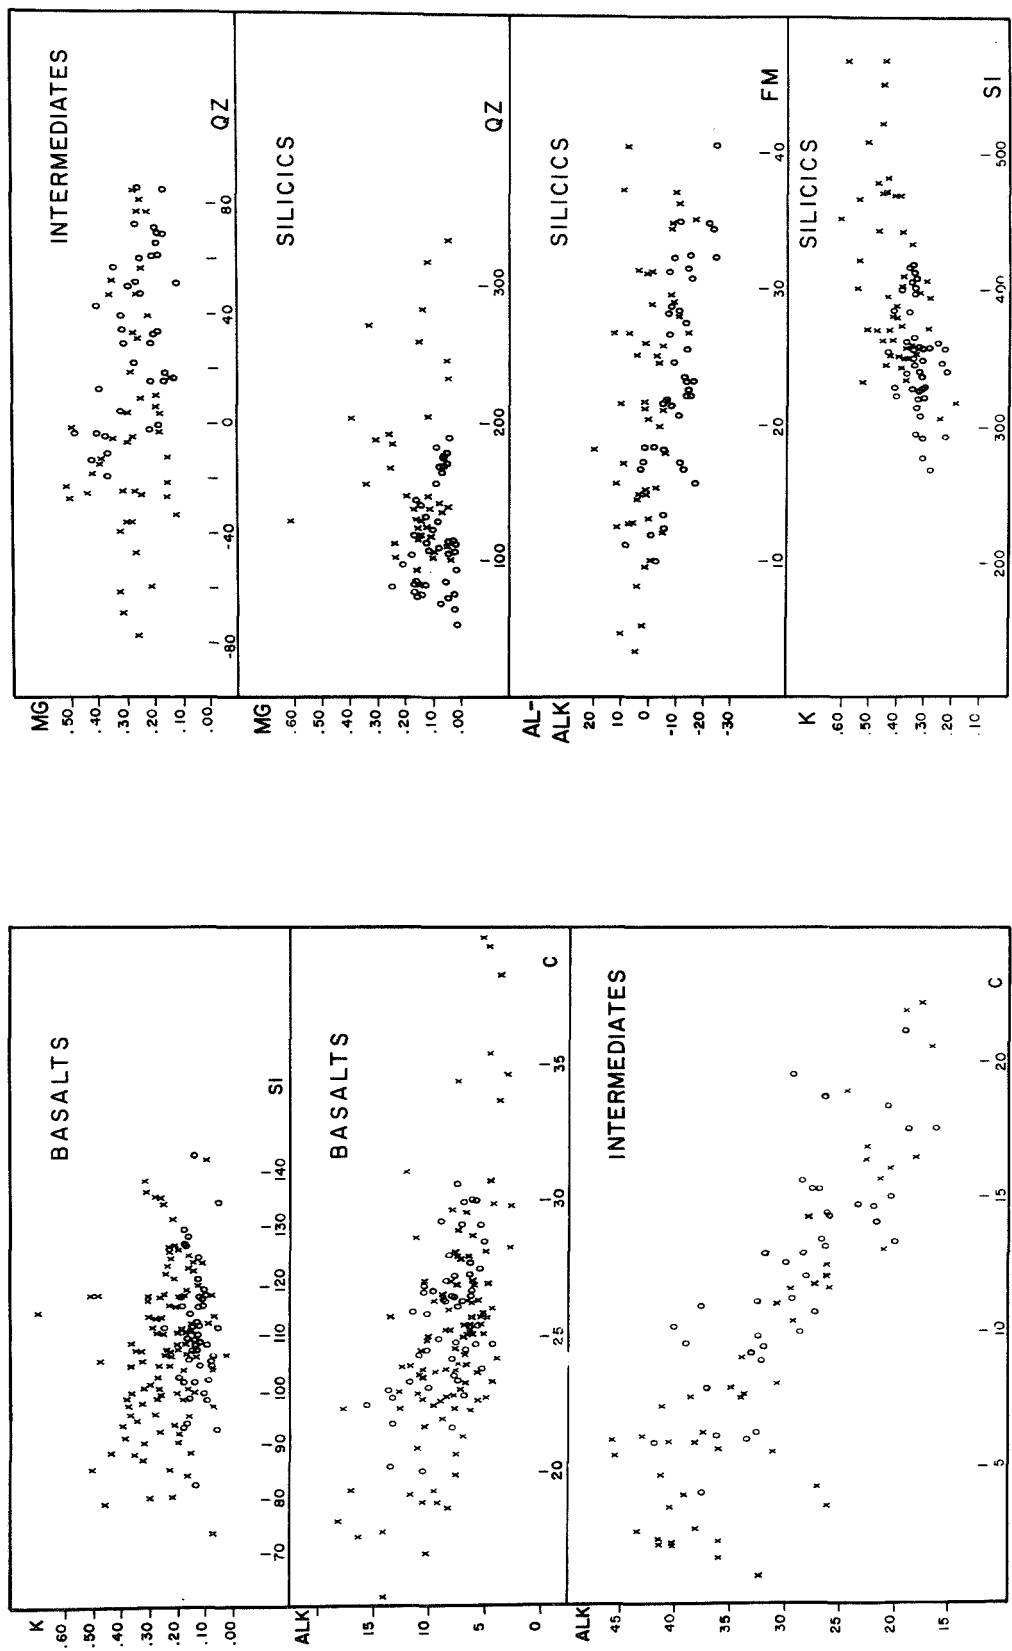 BASALTS
K
.60
.50
.40
.30
.20
.10
.00
70 80 90 100 110 120 130 140
SI
BASALTS
ALK
15
10
5
0
20 25 30 35
C
INTERMEDIATES
ALK
45
40
35
30
25
20
15
5 10 15 20
C
INTERMEDIATES
MG
.50
.40
.30
.20
.10
.00
-80 -40 0 40 80
QZ
SILICICS
MG
.60
.50
.40
.30
.20
.10
.00
100 200 300
QZ
SILICICS
AL-
ALK
20
10
0
-10
-20
-30
10 20 30 40
FM
SILICICS
K
.60
.50
.40
.30
.20
.10
200 300 400 500
SI